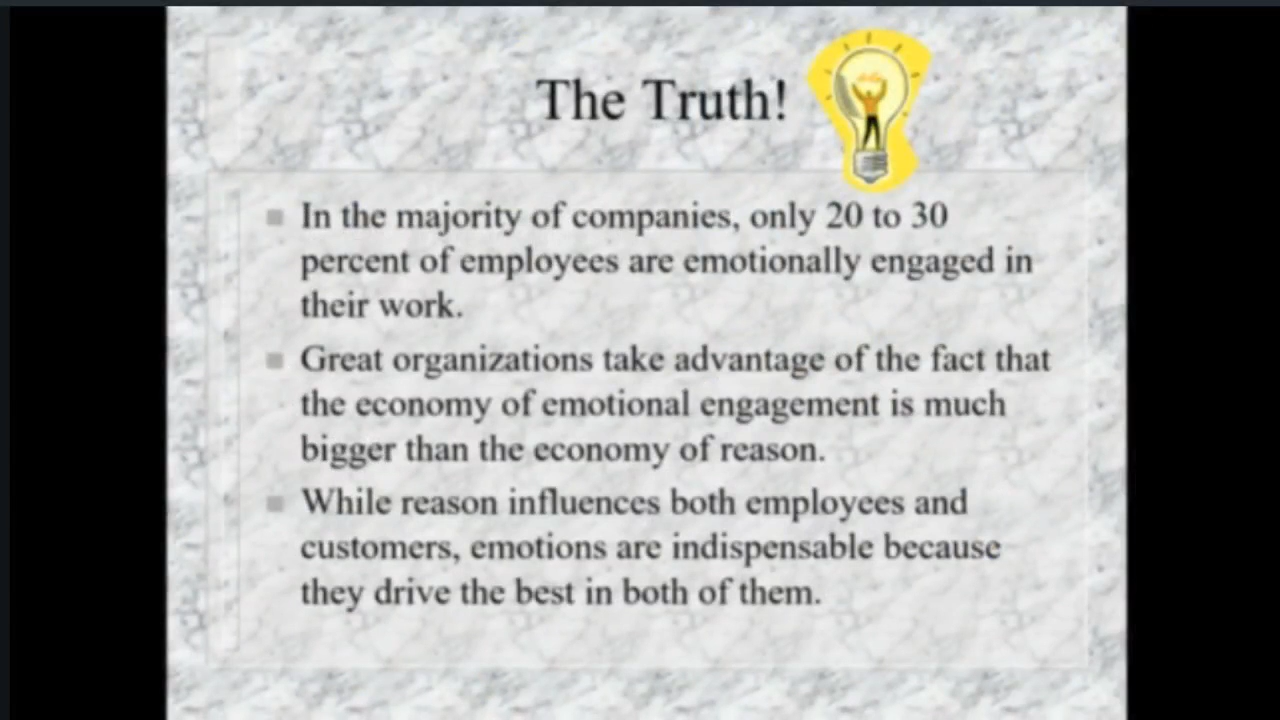 The Truth!
In the majority of companies, only 20 to 30
percent of employees are emotionally engaged in
their work.
Great organizations take advantage of the fact that
the economy of emotional engagement is much
bigger than the economy of reason.
While reason influences both employees and
customers, emotions are indispensable because
they drive the best in both of them.